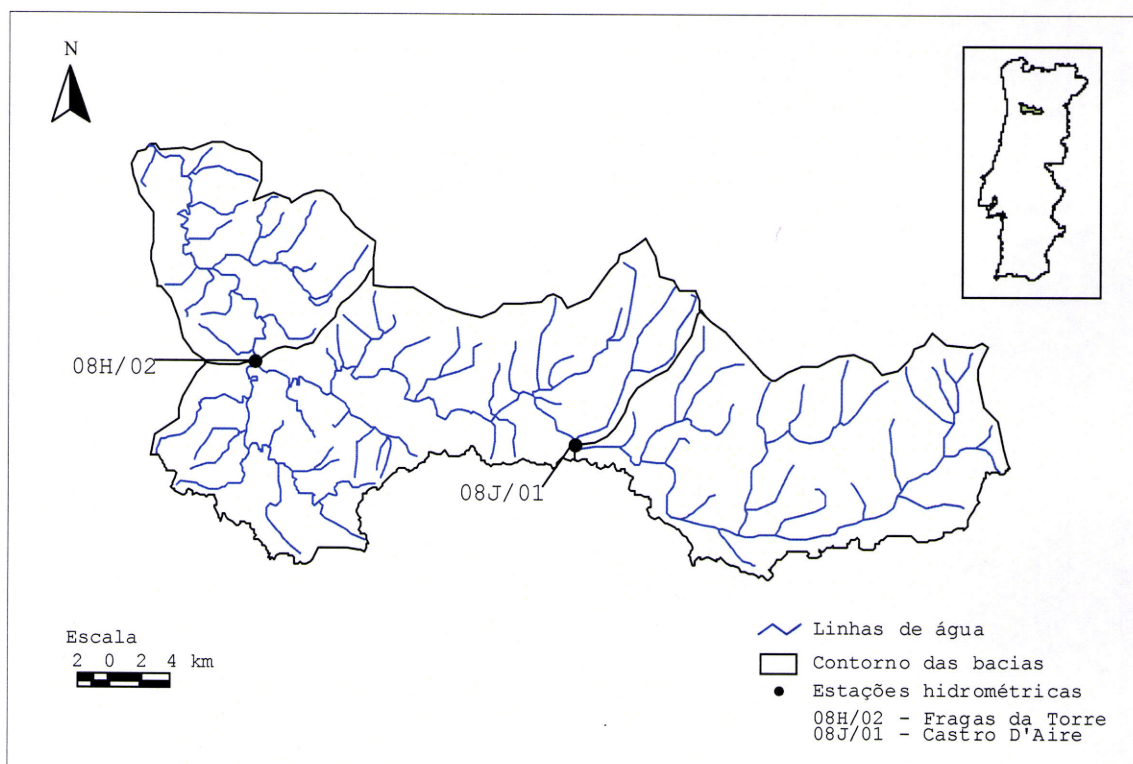 N
08H/02
08J/01
Escala
2 0 2 4 km
Linhas de água
Contorno das bacias
Estações hidrométricas
08H/02 - Fragas da Torre
08J/01 - Castro D'Aire